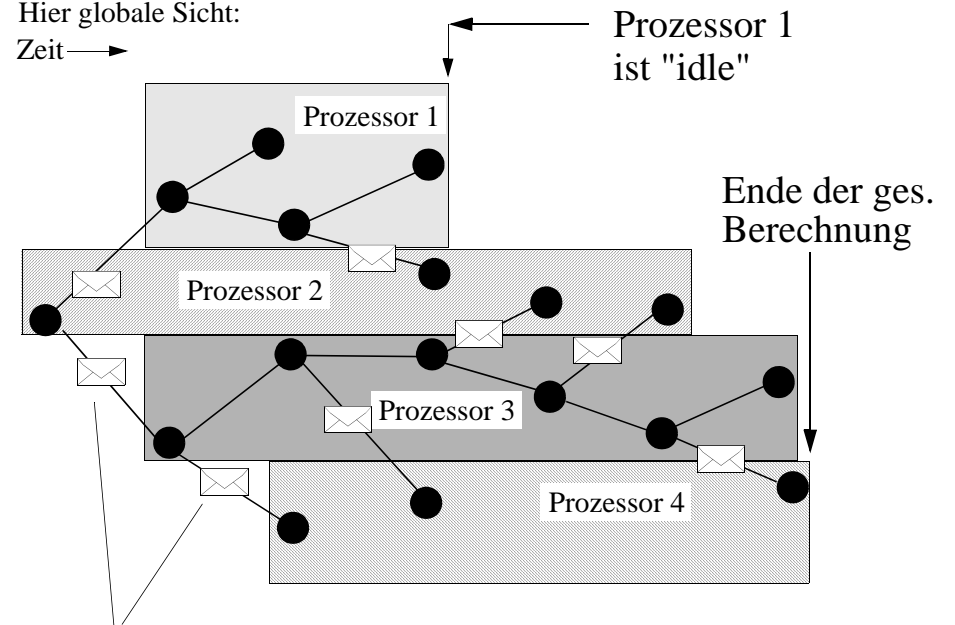 Hier globale Sicht:
Zeit
Prozessor 1
ist "idle"
Prozessor 1
Ende der ges.
Berechnung
Prozessor 2
Prozessor 3
Prozessor 4